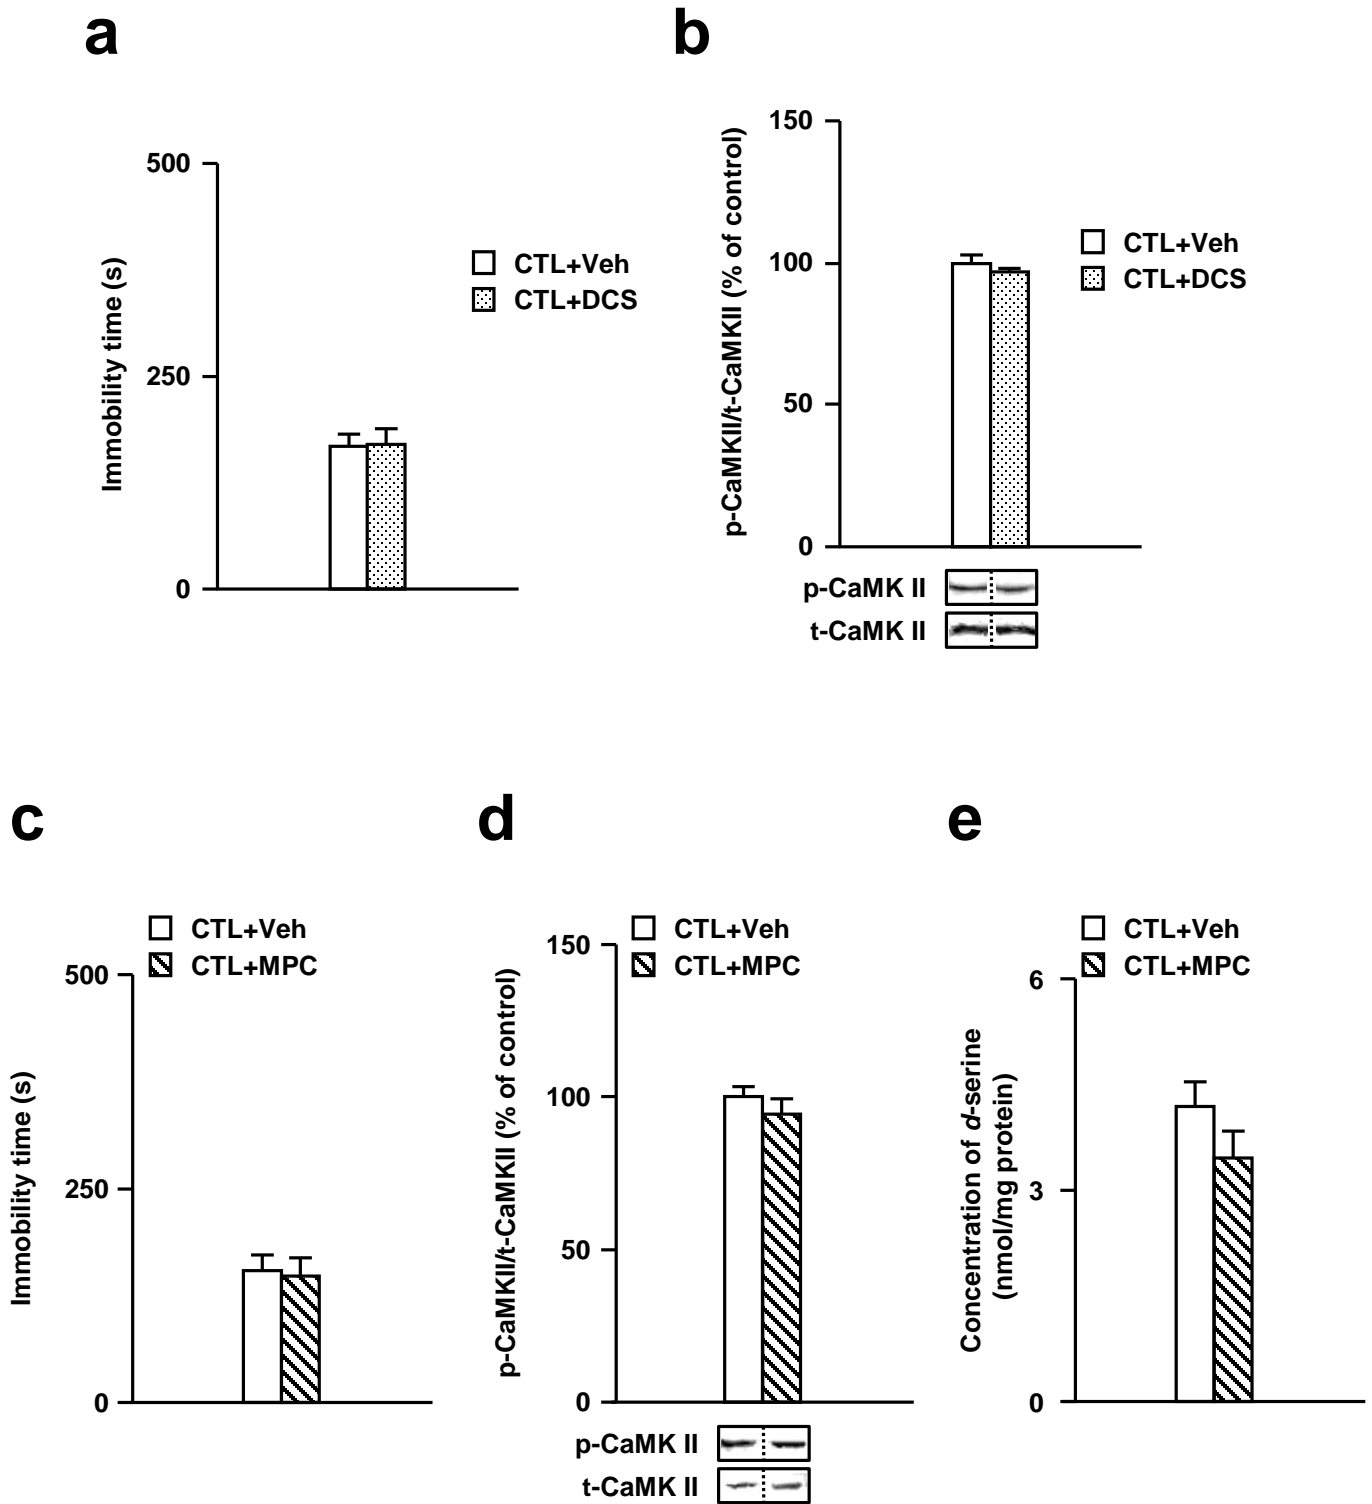 a
500
250
0
Immobility time (s)
CTL+Veh
CTL+DCS
b
150
100
50
0
p-CaMKII/t-CaMKII (% of control)
CTL+Veh
CTL+DCS
p-CaMK II
t-CaMK II
c
CTL+Veh
CTL+MPC
500
250
0
Immobility time (s)
d
CTL+Veh
CTL+MPC
150
100
50
0
p-CaMKII/t-CaMKII (% of control)
p-CaMK II
t-CaMK II
e
CTL+Veh
CTL+MPC
6
3
0
Concentration of d-serine
(nmol/mg protein)